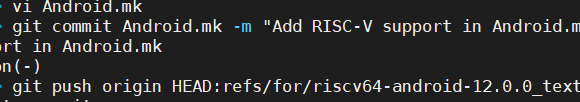 vi Android.mk
git commit Android.mk -m "Add RISC-V support in Android.m
ort in Android.mk
on(-)
git push origin HEAD:refs/for/riscv64-android-12.0.0_text